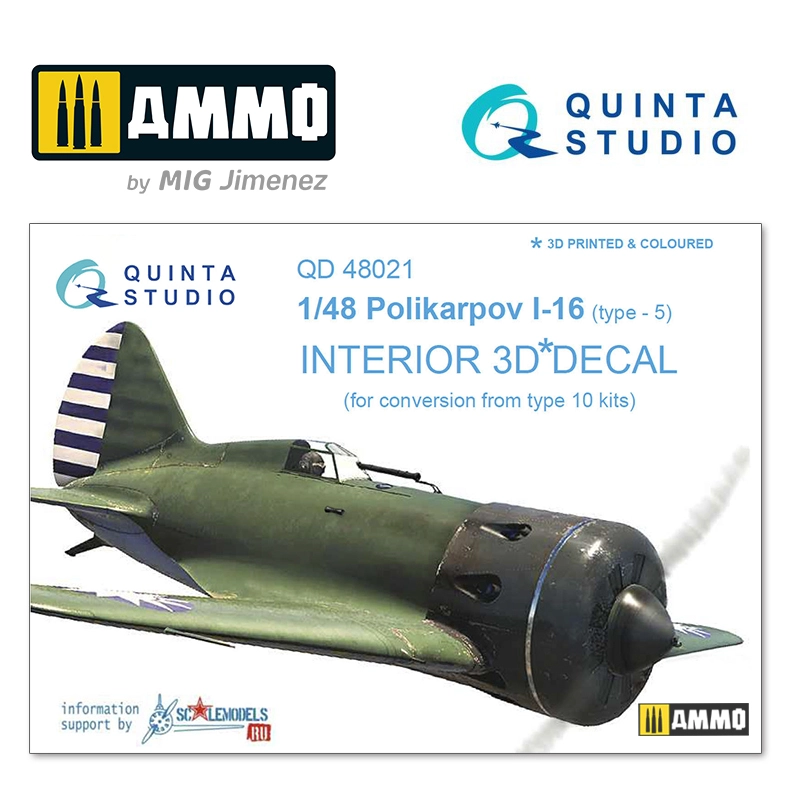 AMMO
by MIG Jimenez
QUINTA
STUDIO
* 3D PRINTED & COLOURED
QUINTA
STUDIO
QD 48021
1/48 Polikarpov I-16 (type - 5)
INTERIOR 3D*DECAL
(for conversion from type 10 kits)
information
support by
SCALEMODELS
RU
AMMO